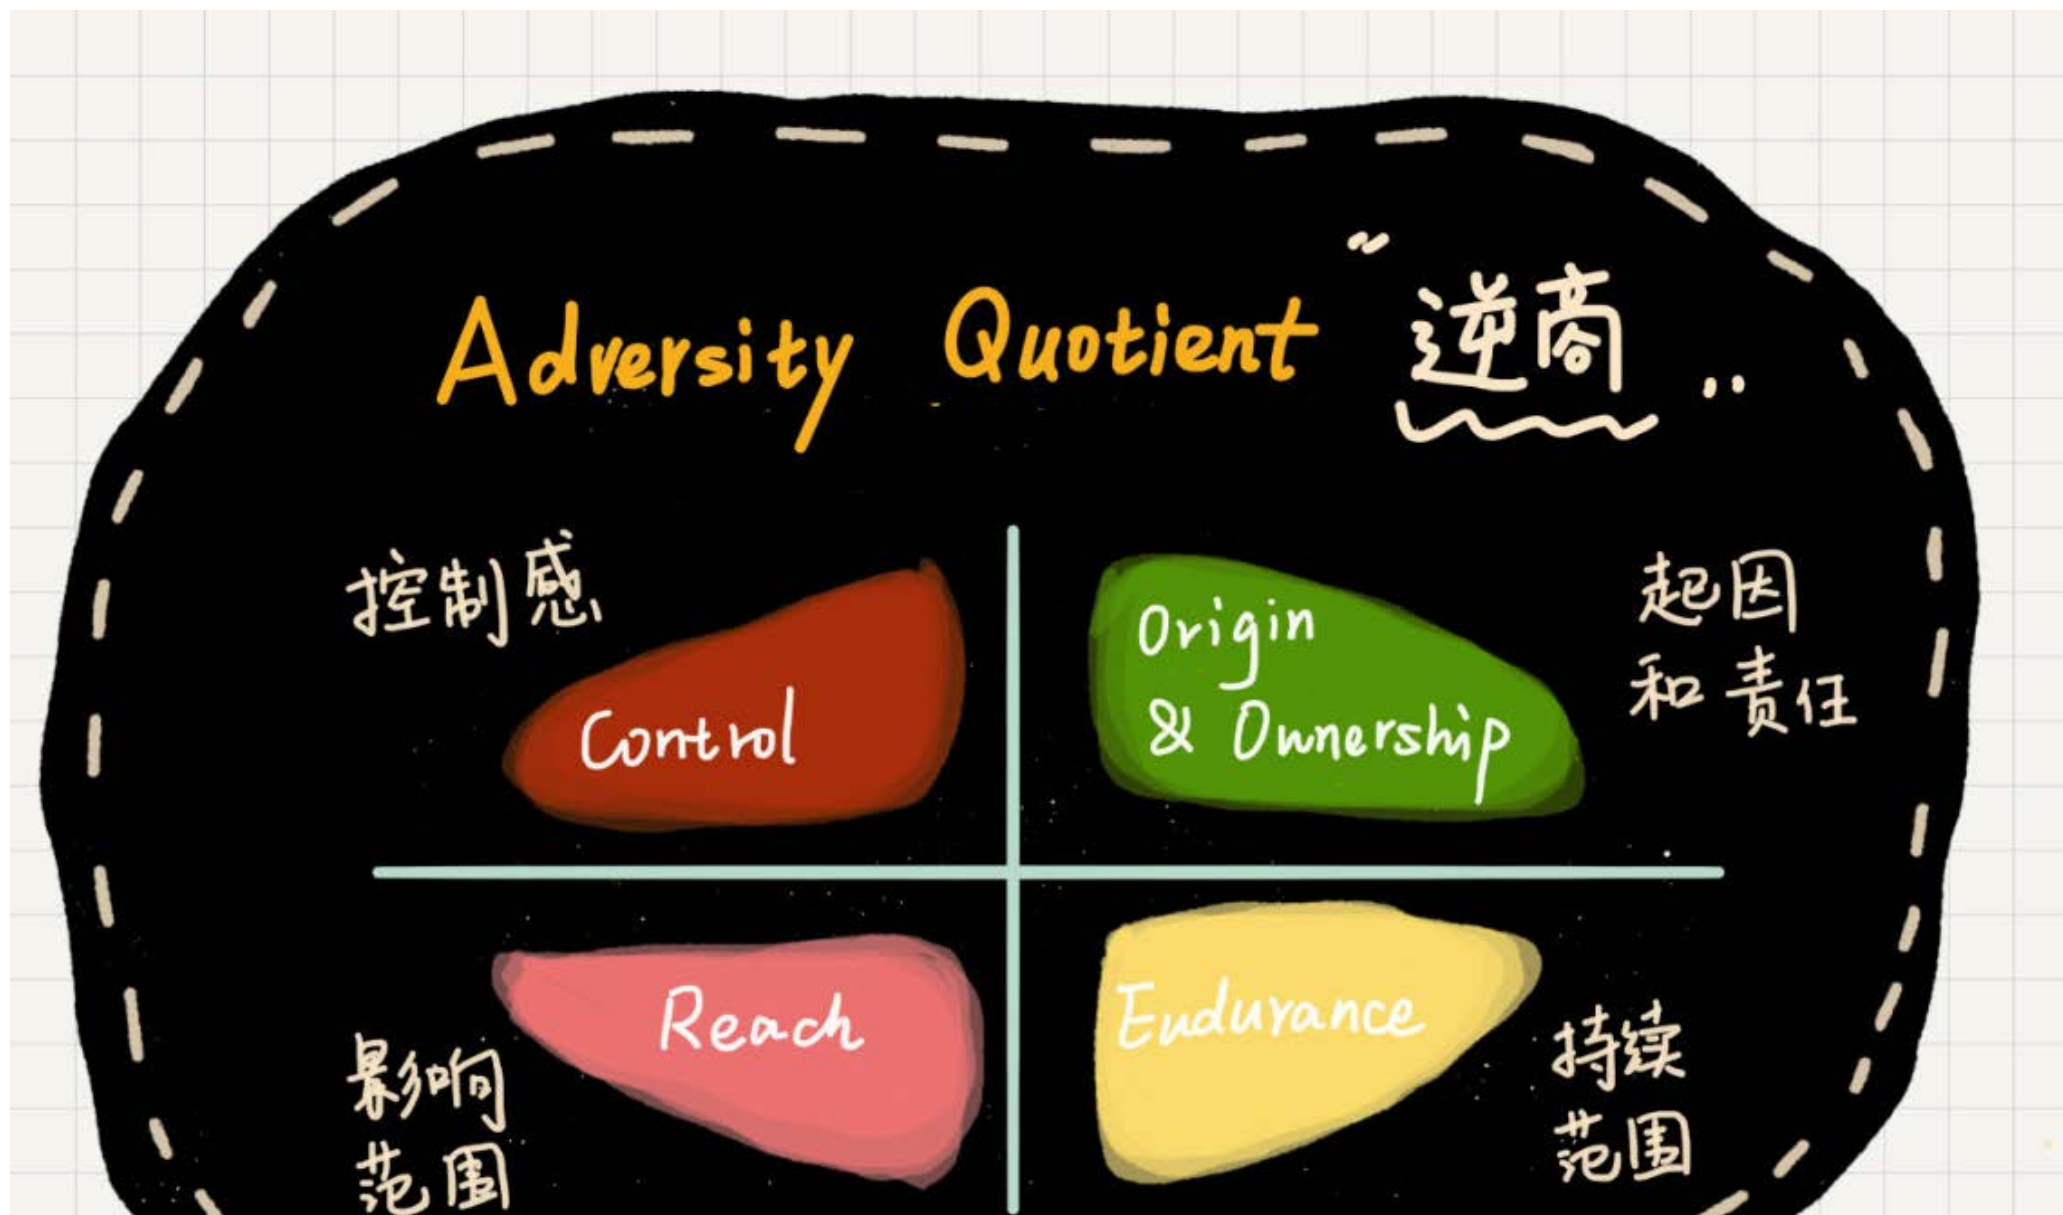 Adversity Quotient "逆商..
控制感
Control
Origin
& Ownership
起因
和责任
影响
范围
Reach
Endurance
持续
范围